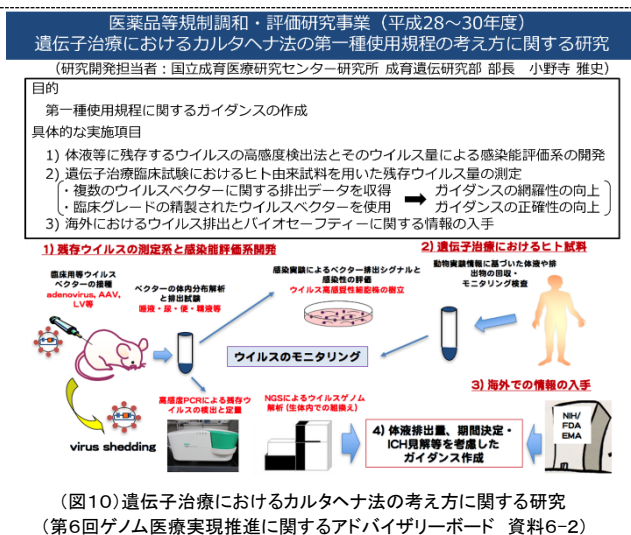 医薬品等規制調和・評価研究事業（平成28～30年度）
遺伝子治療におけるカルタヘナ法の第一種使用規程の考え方に関する研究
（研究開発担当者：国立成育医療研究センター研究所 成育遺伝研究部 部長　小野寺 雅史）
目的
第一種使用規程に関するガイダンスの作成
具体的な実施項目
1) 体液等に残存するウイルスの高感度検出法とそのウイルス量による感染能評価系の開発
2) 遺伝子治療臨床試験におけるヒト由来試料を用いた残存ウイルス量の測定
・複数のウイルスベクターに関する排出データを取得 ➡ ガイダンスの網羅性の向上
・臨床グレードの精製されたウイルスベクターを使用 ガイダンスの正確性の向上
3) 海外におけるウイルス排出とバイオセーフティーに関する情報の入手
1) 残存ウイルスの測定系と感染能評価系開発
2) 遺伝子治療におけるヒト試料
臨床用等ウイルス
ベクターの接種
adenovirus, AAV,
LV等
ベクターの体内分布解析
と排出試験
唾液・尿・便・精液等
感染実験によるベクター排出シグナルと
感染性の評価
ウイルス高感受性細胞株の樹立
動物実験情報に基づいた体液や排
出物の回収・
モニタリング検査
ウイルスのモニタリング
3) 海外での情報の入手
virus shedding
高感度PCRによる残存ウ
イルスの検出と定量
NGSによるウイルスゲノム
解析 (生体内での組換え)
4) 体液排出量、期間決定・
ICH見解等を考慮した
ガイダンス作成
NIH/
FDA
EMA
（図10）遺伝子治療におけるカルタヘナ法の考え方に関する研究
（第6回ゲノム医療実現推進に関するアドバイザリーボード　資料6-2）